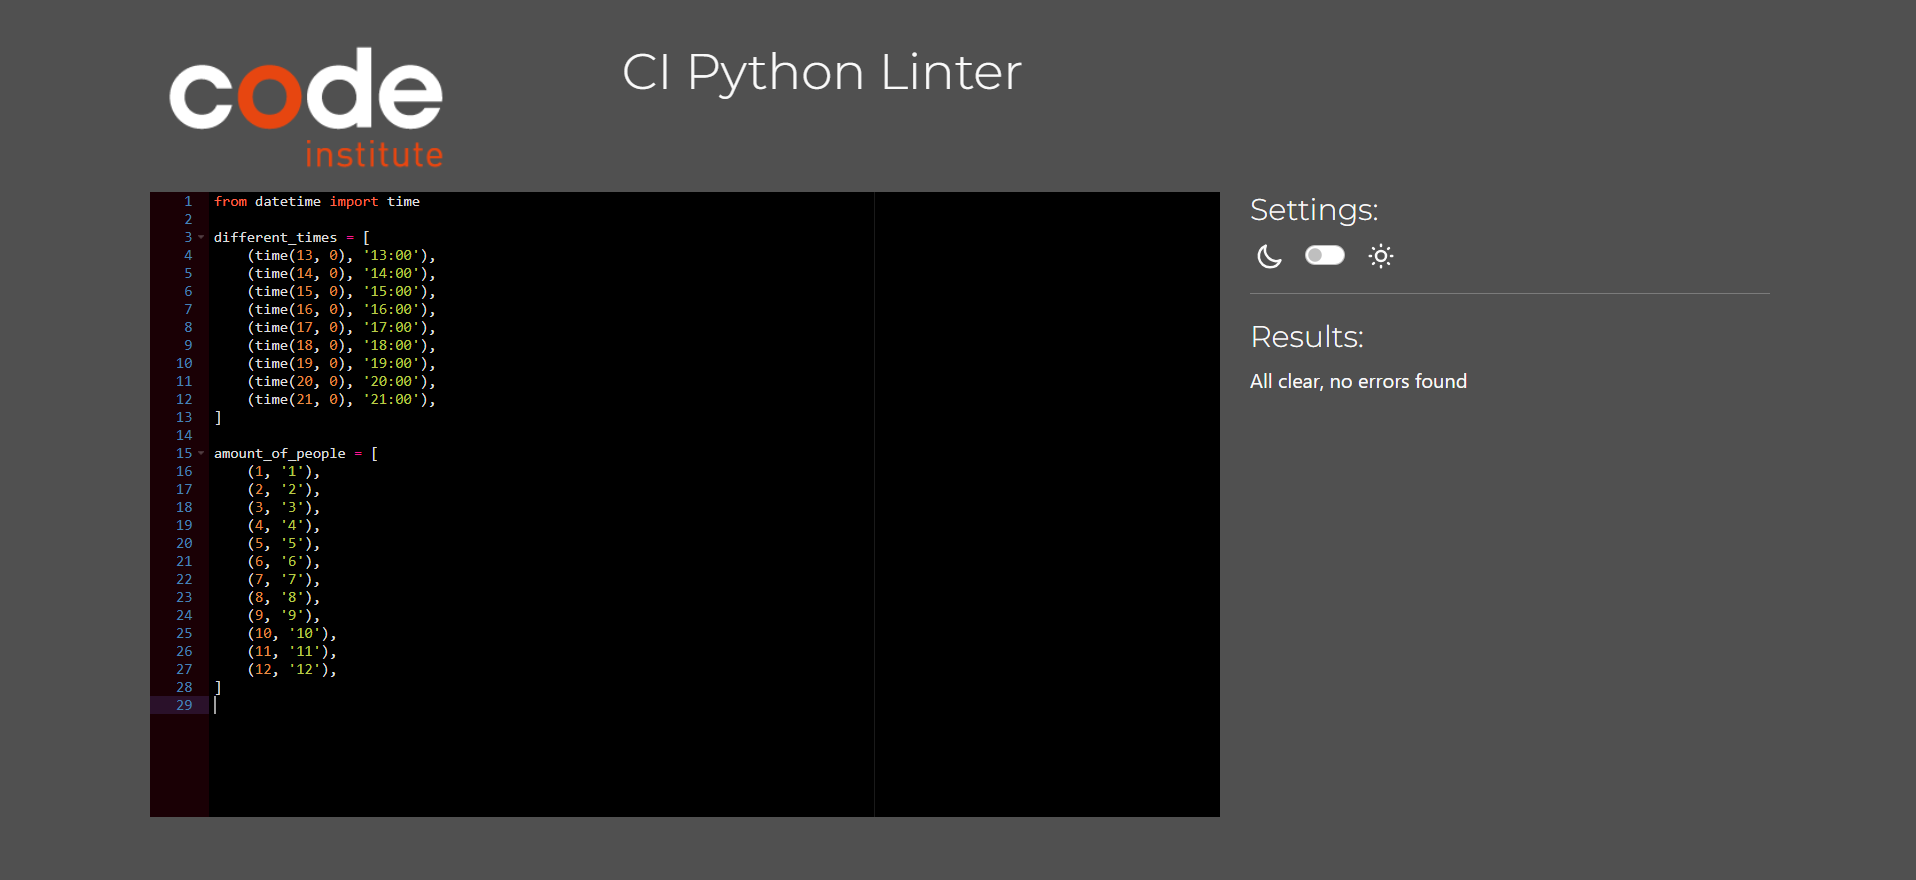 code
institute
CI Python Linter
1 from datetime import time
2
3 different_times = [
4     (time(13, 0), '13:00'),
5     (time(14, 0), '14:00'),
6     (time(15, 0), '15:00'),
7     (time(16, 0), '16:00'),
8     (time(17, 0), '17:00'),
9     (time(18, 0), '18:00'),
10     (time(19, 0), '19:00'),
11     (time(20, 0), '20:00'),
12     (time(21, 0), '21:00'),
13 ]
14
15 amount_of_people = [
16     (1, '1'),
17     (2, '2'),
18     (3, '3'),
19     (4, '4'),
20     (5, '5'),
21     (6, '6'),
22     (7, '7'),
23     (8, '8'),
24     (9, '9'),
25     (10, '10'),
26     (11, '11'),
27     (12, '12'),
28 ]
29
Settings:
Results:
All clear, no errors found